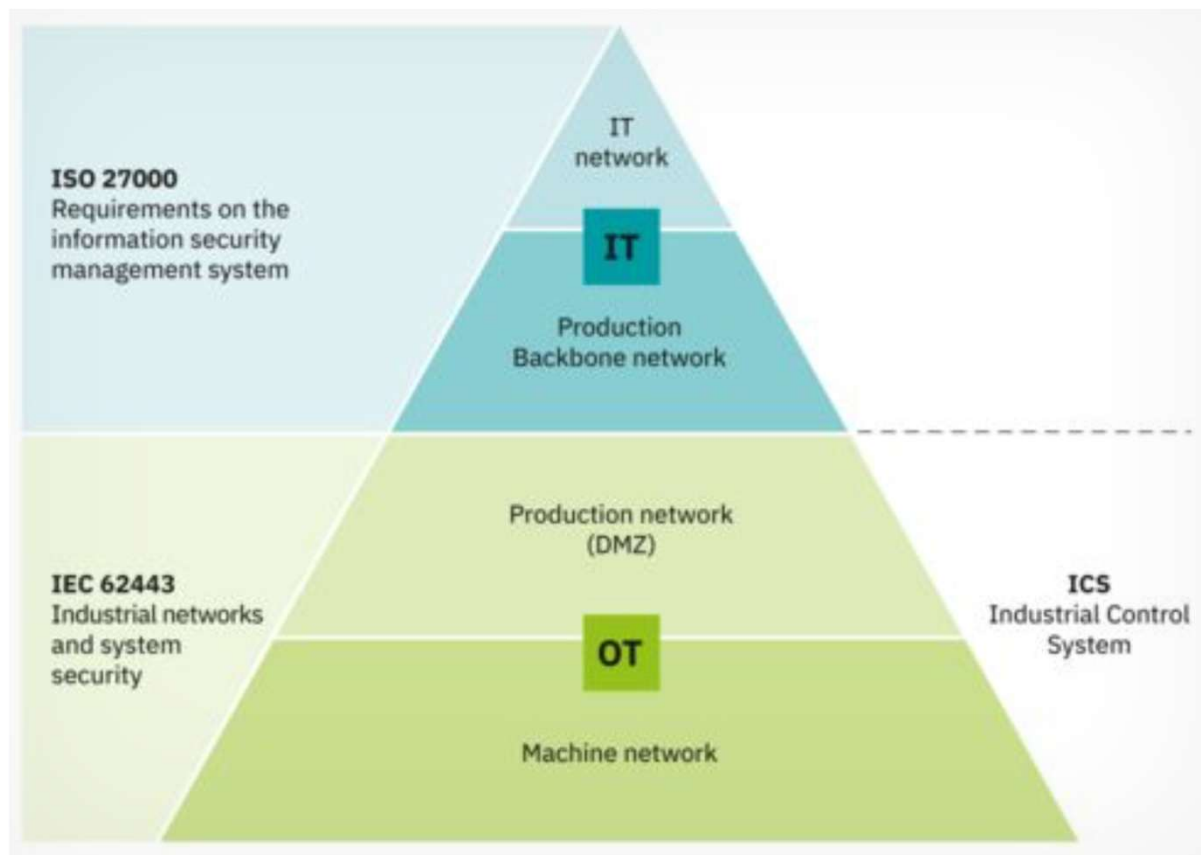 IT
network
ISO 27000
Requirements on the
information security
management system
IT
Production
Backbone network
Production network
(DMZ)
IEC 62443
Industrial networks
and system
security
ICS
Industrial Control
System
OT
Machine network